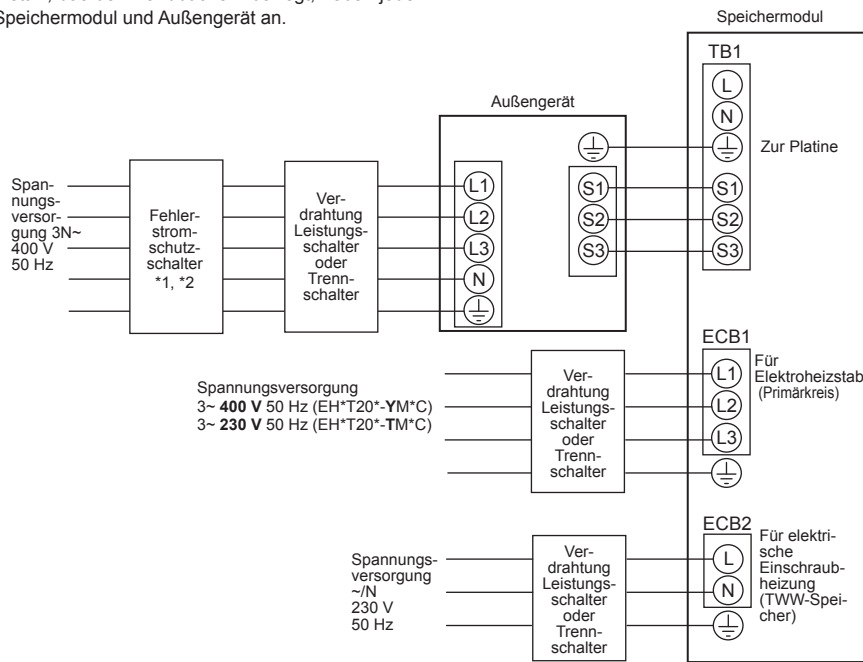 Speichermodul und Außengerät an.
Speichermodul
TB1
L
N
Zur Platine
S1
S2
S3
Außengerät
L1
L2
L3
N
S1
S2
S3
Span-
nungs-
versor-
gung 3N~
400 V
50 Hz
Fehler-
strom-
schutz-
schalter
*1, *2
Ver-
drahtung
Leistungs-
schalter
oder
Trenn-
schalter
ECB1
L1
L2
L3
Für
Elektroheizstab
(Primärkreis)
Spannungsversorgung
3~ 400 V 50 Hz (EH*T20*-YM*C)
3~ 230 V 50 Hz (EH*T20*-TM*C)
Ver-
drahtung
Leistungs-
schalter
oder
Trenn-
schalter
ECB2
L
N
Für elektri-
sche
Einschraub-
heizung
(TWW-Spei-
cher)
Spannungs-
versorgung
~/N
230 V
50 Hz
Ver-
drahtung
Leistungs-
schalter
oder
Trenn-
schalter